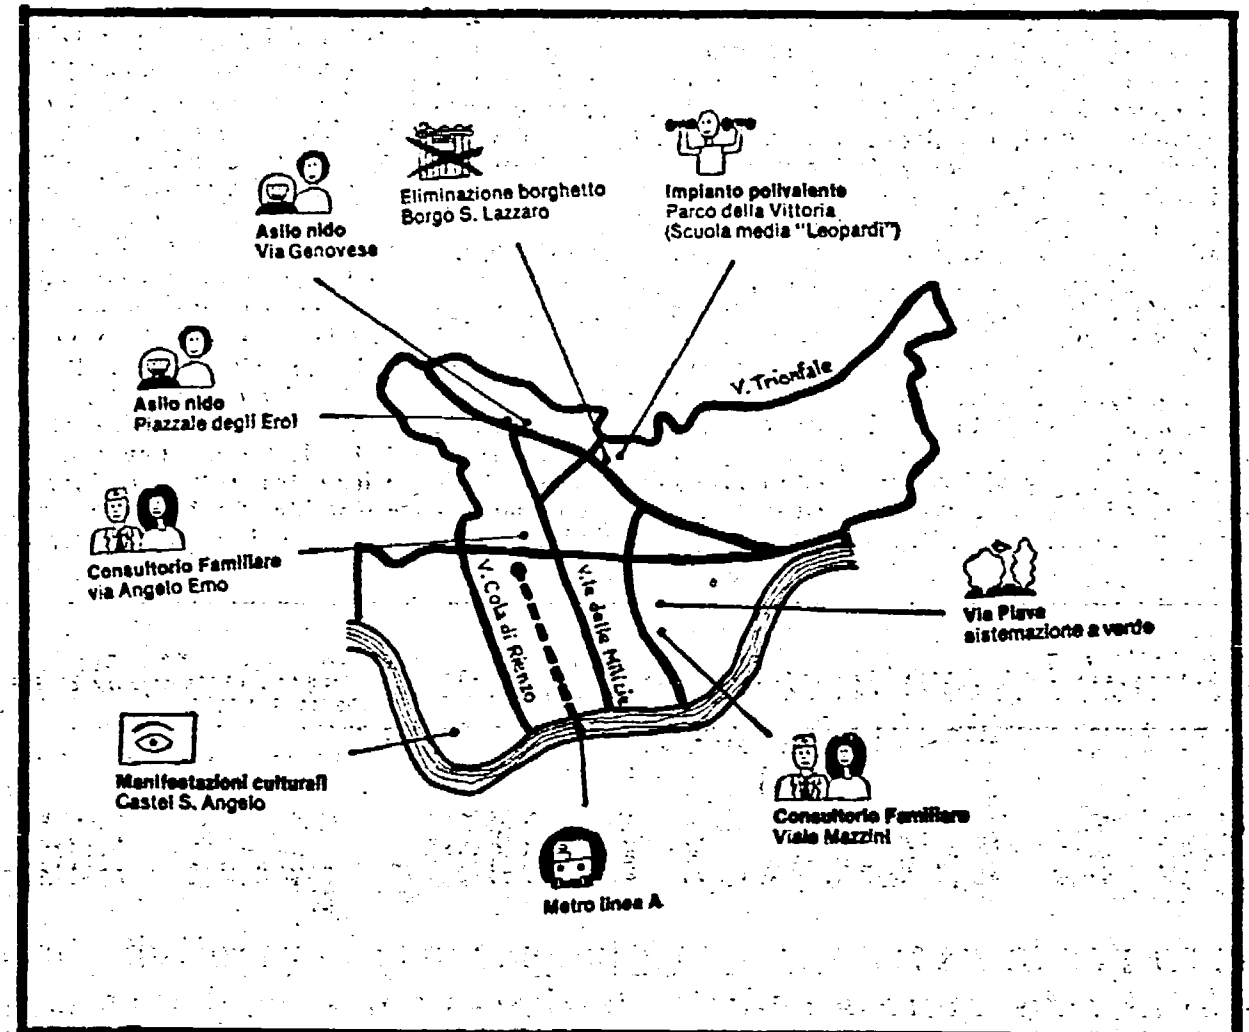 Eliminazione borghetto
Borgo S. Lazzaro
Impianto polivalente
Parco della Vittoria
(Scuola media "Leopardi")
Asilo nido
Via Genovese
V. Trionfale
Asilo nido
Piazzale degli Eroi
Consultorio Familiare
via Angelo Emo
V. Cola di Rienzo
V.le delle Milizie
Via Piave
sistemazione a verde
Manifestazioni culturali
Castel S. Angelo
Consultorio Familiare
Viale Mazzini
Metro linea A